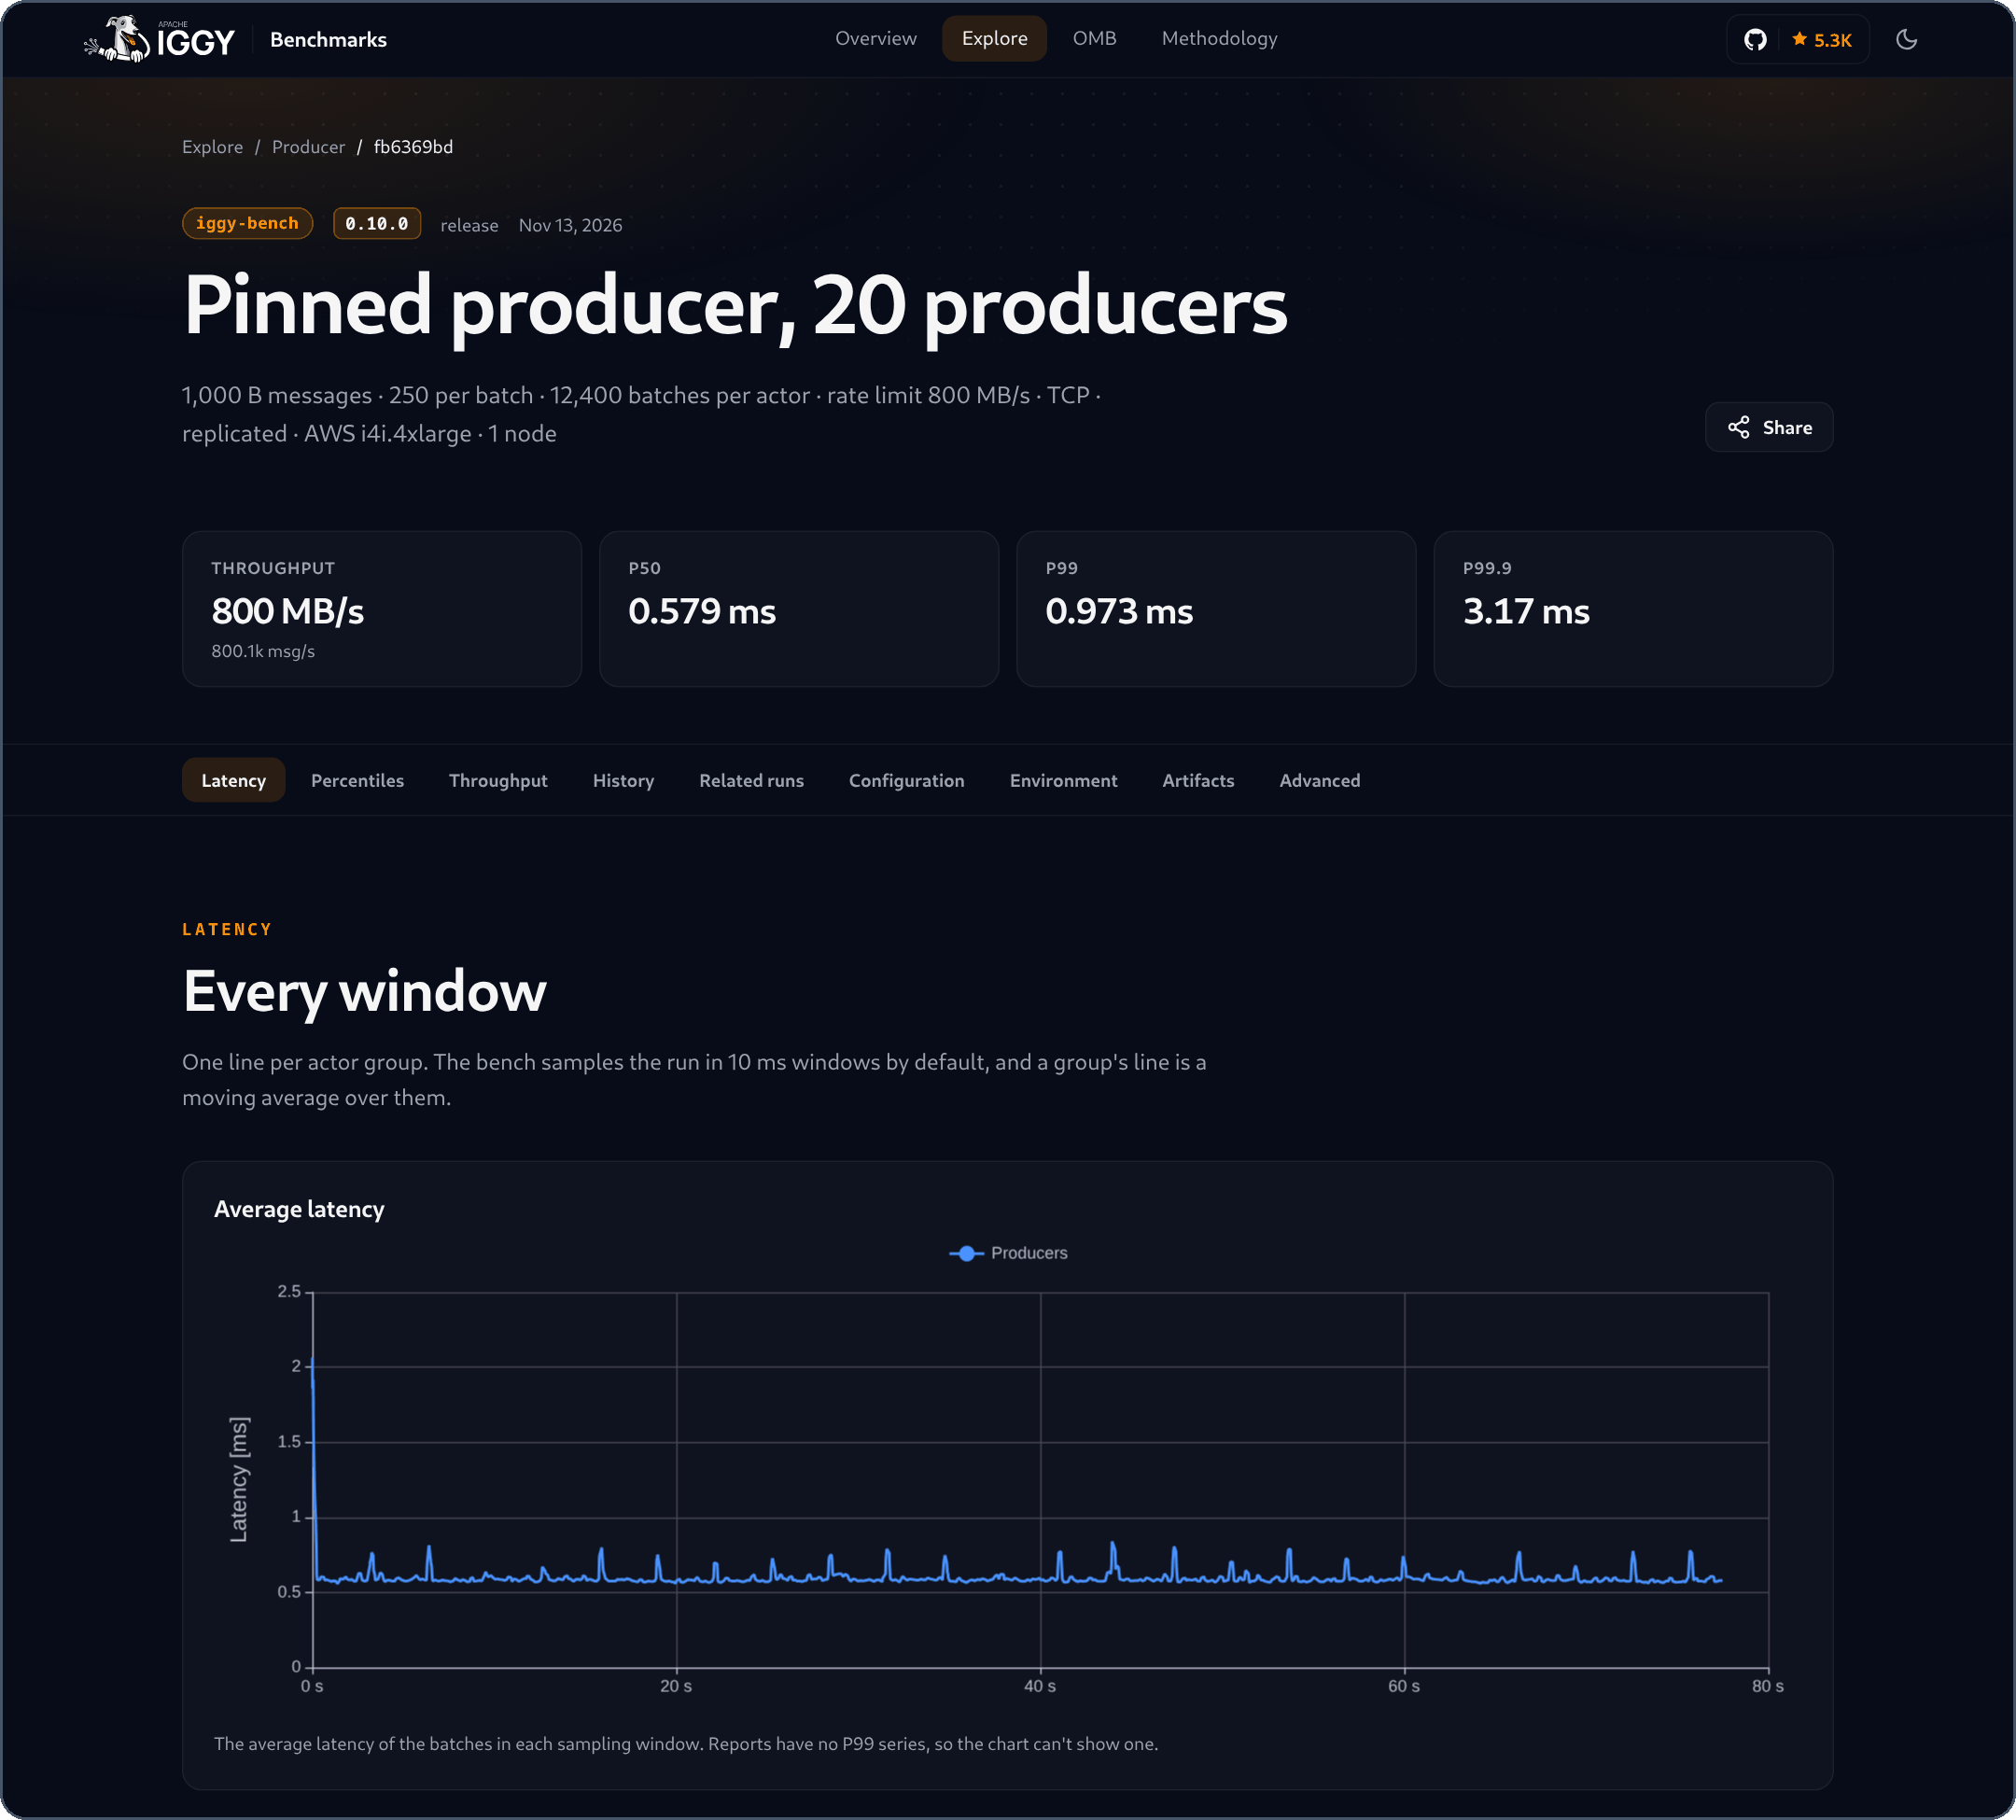 APACHE
IGGY
Benchmarks
Overview
Explore
OMB
Methodology
5.3K
Explore / Producer / fb6369bd
iggy-bench
0.10.0
release
Nov 13, 2026
Pinned producer, 20 producers
1,000 B messages · 250 per batch · 12,400 batches per actor · rate limit 800 MB/s · TCP ·
replicated · AWS i4i.4xlarge · 1 node
Share
THROUGHPUT
800 MB/s
800.1k msg/s
P50
0.579 ms
P99
0.973 ms
P99.9
3.17 ms
Latency
Percentiles
Throughput
History
Related runs
Configuration
Environment
Artifacts
Advanced
LATENCY
Every window
One line per actor group. The bench samples the run in 10 ms windows by default, and a group's line is a
moving average over them.
Average latency
Producers
Latency [ms]
2.5
2
1.5
1
0.5
0
0 s
20 s
40 s
60 s
80 s
The average latency of the batches in each sampling window. Reports have no P99 series, so the chart can't show one.